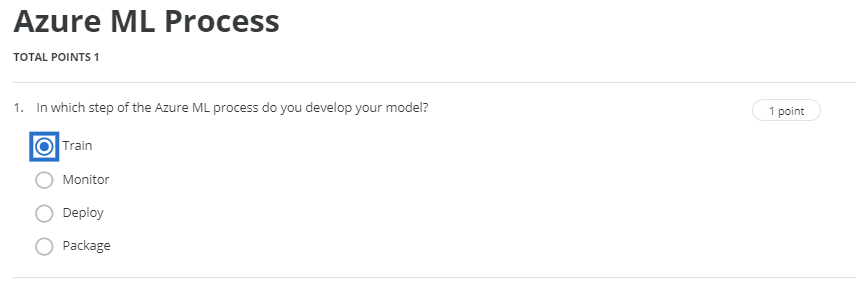 Azure ML Process
TOTAL POINTS 1
1. In which step of the Azure ML process do you develop your model?
1 point
Train
Monitor
Deploy
Package